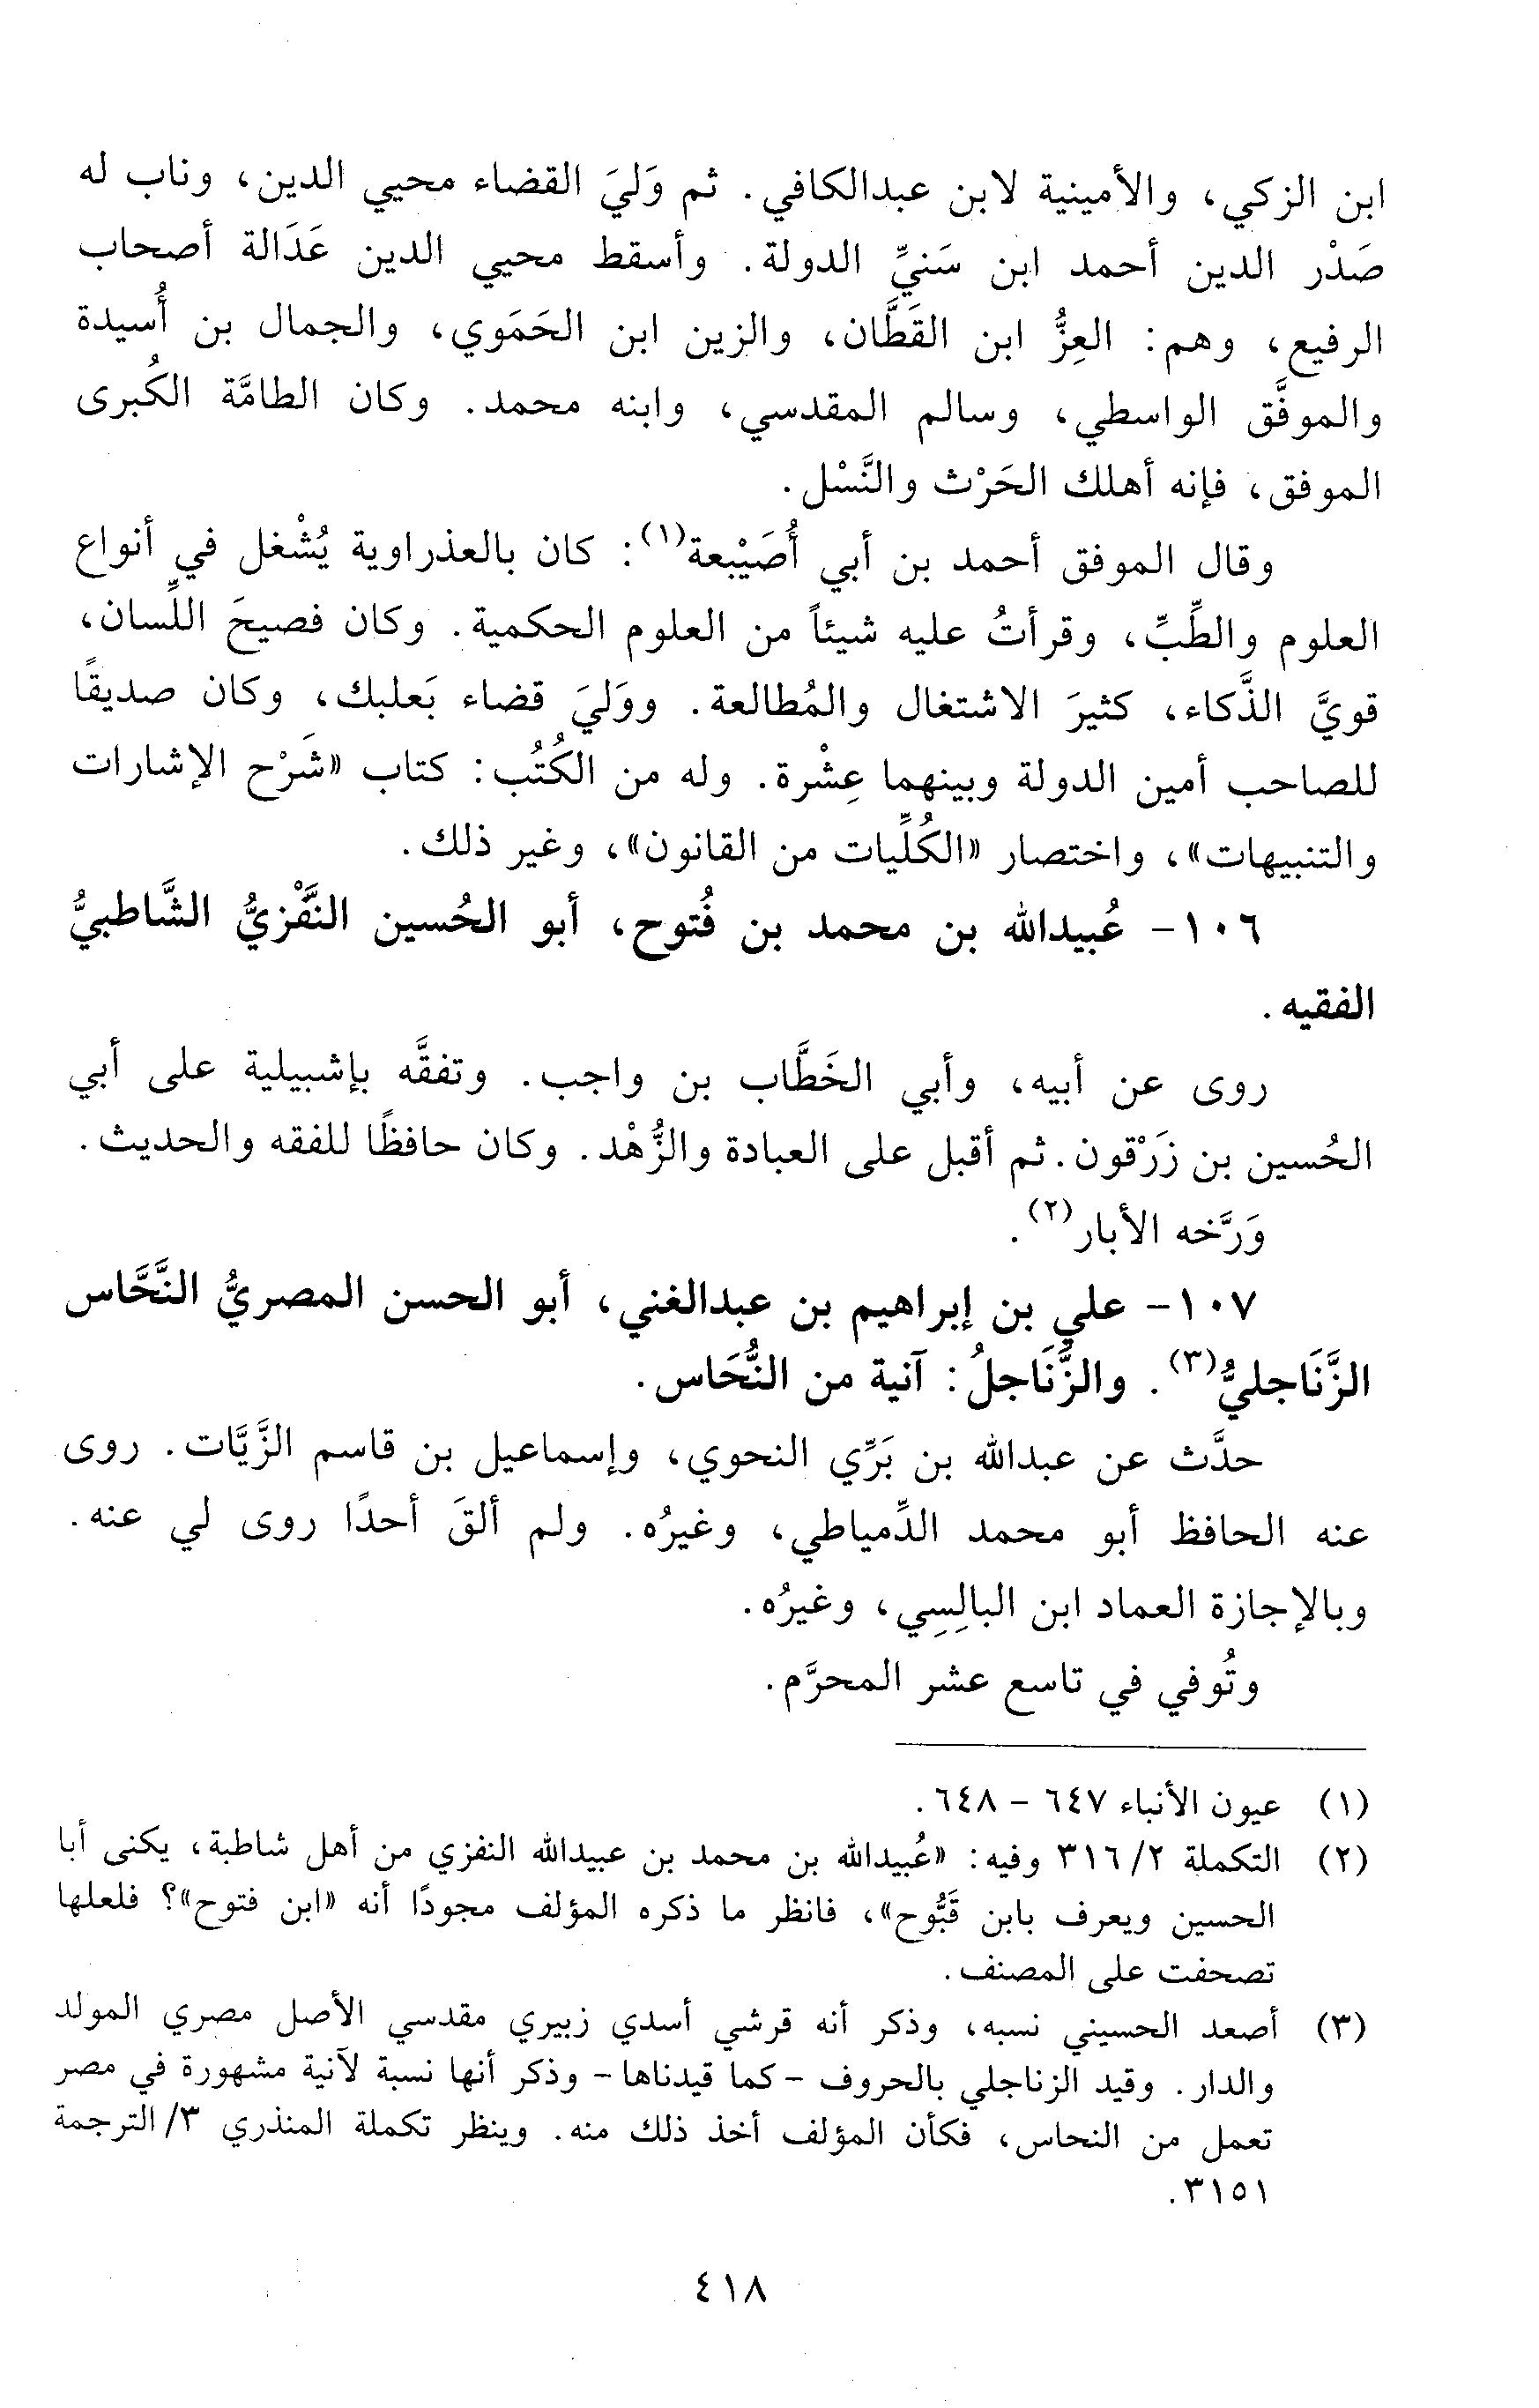 ابن الزكي، والأمينية لابن عبدالكافي. ثم وَليَ القضاء محيي الدين، وناب له
صَدْر الدين أحمد ابن سَنيِّ الدولة. وأسقط محيي الدين عَدَالة أصحاب
الرفيع، وهم: العِزُّ ابن القَطَّان، والزين ابن الحَمَوي، والجمال بن أُسيدة
والموفَّق الواسطي، وسالم المقدسي، وابنه محمد. وكان الطامَّة الكُبرى
الموفق، فإنه أهلك الحَرْث والنَّسْل.
وقال الموفق أحمد بن أبي أُصَيْبعة(١): كان بالعذراوية يُشْغل في أنواع
العلوم والطِّبِّ، وقرأتُ عليه شيئاً من العلوم الحكمية. وكان فصيحَ اللِّسان،
قويَّ الذَّكاء، كثيرَ الاشتغال والمُطالعة. ووَليَ قضاء بَعلبك، وكان صديقًا
للصاحب أمين الدولة وبينهما عِشْرة. وله من الكُتُب: كتاب «شَرْح الإشارات
والتنبيهات»، واختصار «الكُلِّيات من القانون»، وغير ذلك.
١٠٦- عُبيدالله بن محمد بن فُتوح، أبو الحُسين النَّفْزيُّ الشَّاطبيُّ
الفقيه.
روى عن أبيه، وأبي الخَطَّاب بن واجب. وتفقَّه بإشبيلية على أبي
الحُسين بن زَرْقون. ثم أقبل على العبادة والزُّهْد. وكان حافظًا للفقه والحديث.
وَرَّخه الأبار(٢).
١٠٧- علي بن إبراهيم بن عبدالغني، أبو الحسن المصريُّ النَّحَّاس
الزَّنَاجليُّ(٣). والزَّنَاجلُ: آنية من النُّحَاس.
حدَّث عن عبدالله بن بَرِّي النحوي، وإسماعيل بن قاسم الزَّيَّات. روى
عنه الحافظ أبو محمد الدِّمياطي، وغيرُه. ولم ألقَ أحدًا روى لي عنه.
وبالإجازة العماد ابن البالِسِي، وغيرُه.
وتُوفي في تاسع عشر المحرَّم.
(١) عيون الأنباء ٦٤٧ - ٦٤٨.
(٢) التكملة ٢/ ٣١٦ وفيه: «عُبيدالله بن محمد بن عبيدالله النفزي من أهل شاطبة، يكنى أبا
الحسين ويعرف بابن قَبُّوح»، فانظر ما ذكره المؤلف مجودًا أنه «ابن فتوح»؟ فلعلها
تصحفت على المصنف.
(٣) أصعد الحسيني نسبه، وذكر أنه قرشي أسدي زبيري مقدسي الأصل مصري المولد
والدار. وقيد الزناجلي بالحروف - كما قيدناها - وذكر أنها نسبة لآنية مشهورة في مصر
تعمل من النحاس، فكأن المؤلف أخذ ذلك منه. وينظر تكملة المنذري ٣/ الترجمة
٣١٥١.
٤١٨